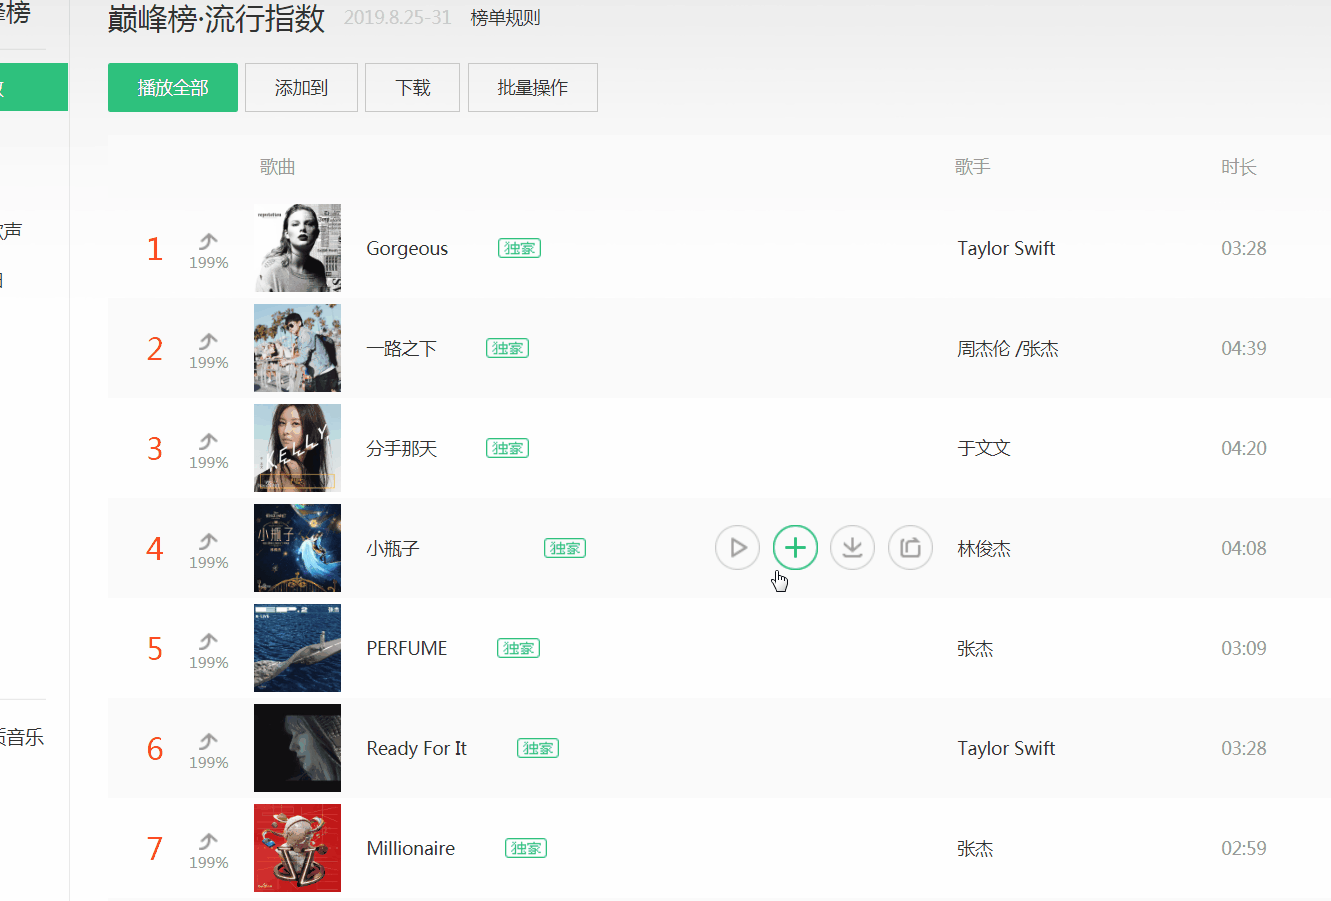 峰榜
巅峰榜·流行指数 2019.8.25-31 榜单规则
播放全部 添加到 下载 批量操作
歌曲 歌手 时长
1 199% Gorgeous 独家 Taylor Swift 03:28
2 199% 一路之下 独家 周杰伦 /张杰 04:39
3 199% KELLY 分手那天 独家 于文文 04:20
4 199% 小瓶子 小瓶子 独家 林俊杰 04:08
5 199% PERFUME 独家 张杰 03:09
6 199% Ready For It 独家 Taylor Swift 03:28
质音乐
7 199% Millionaire 独家 张杰 02:59